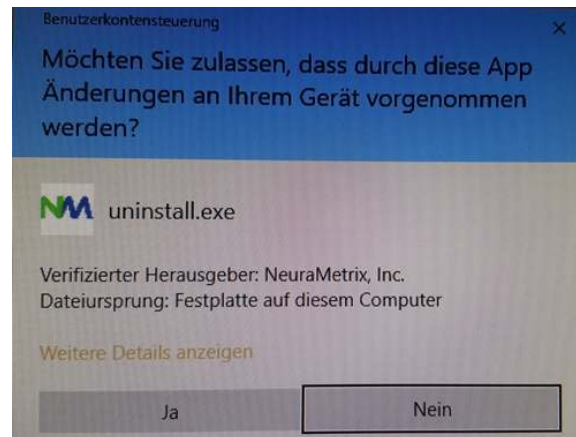 Benutzerkontensteuerung
Möchten Sie zulassen, dass durch diese App
Änderungen an Ihrem Gerät vorgenommen
werden?
NM uninstall.exe
Verifizierter Herausgeber: NeuraMetrix, Inc.
Dateiursprung: Festplatte auf diesem Computer
Weitere Details anzeigen
Ja Nein